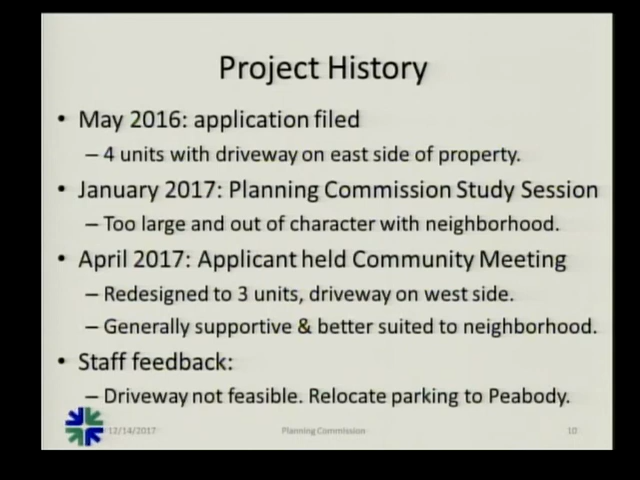 Project History
• May 2016: application filed
– 4 units with driveway on east side of property.
• January 2017: Planning Commission Study Session
– Too large and out of character with neighborhood.
• April 2017: Applicant held Community Meeting
– Redesigned to 3 units, driveway on west side.
– Generally supportive & better suited to neighborhood.
• Staff feedback:
– Driveway not feasible. Relocate parking to Peabody.
12/14/2017 Planning Commission 10